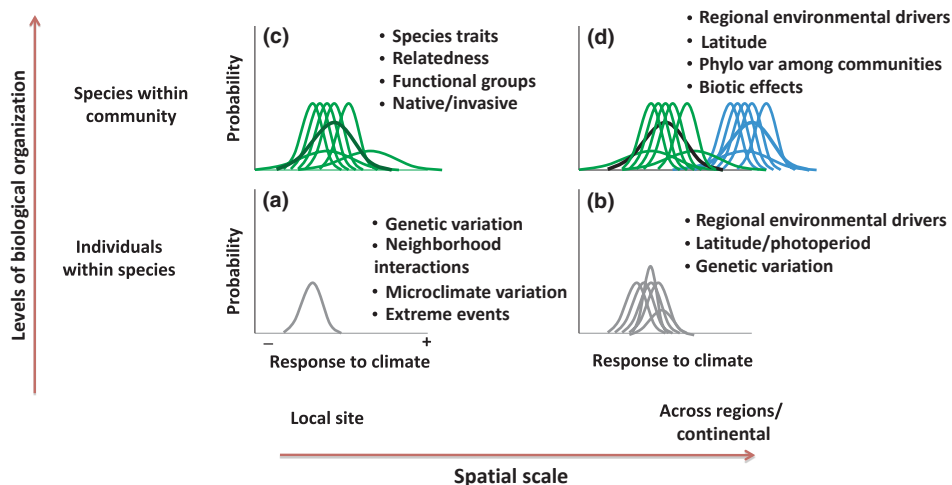 Levels of biological organization
Species within
community
Individuals
within species
(c)
Probability
• Species traits
• Relatedness
• Functional groups
• Native/invasive
(d)
Probability
• Regional environmental drivers
• Latitude
• Phylo var among communities
• Biotic effects
(a)
Probability
• Genetic variation
• Neighborhood
interactions
• Microclimate variation
• Extreme events
– +
Response to climate
(b)
Probability
• Regional environmental drivers
• Latitude/photoperiod
• Genetic variation
Response to climate
Local site
Across regions/
continental
Spatial scale